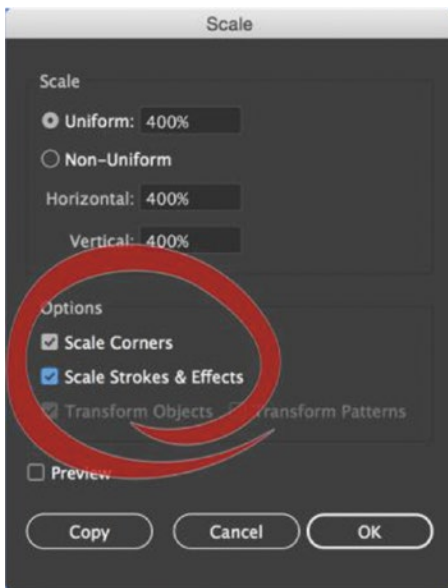 Scale
Scale
Uniform: 400%
Non-Uniform
Horizontal: 400%
Vertical: 400%
Options
Scale Corners
Scale Strokes & Effects
Transform Objects Transform Patterns
Preview
Copy Cancel OK